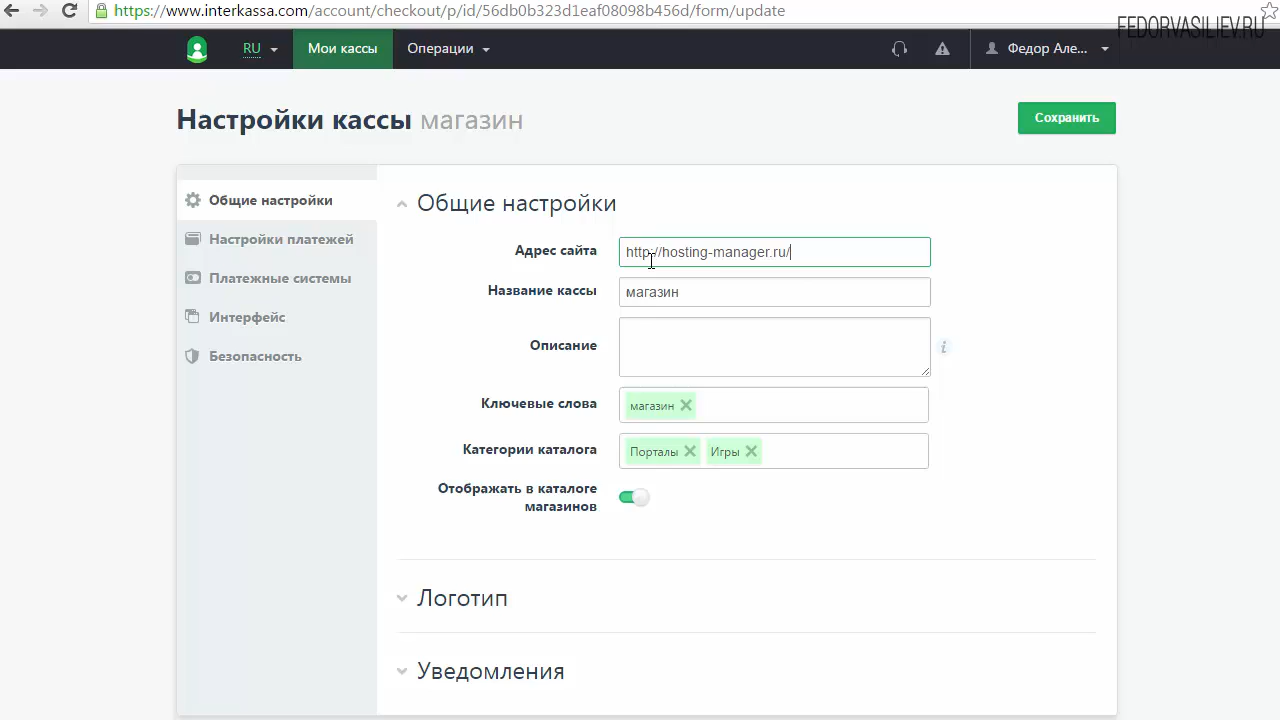 https://www.interkassa.com/account/checkout/p/id/56db0b323d1eaf08098b456d/form/update
FEDORVASILIEV.RU
RU
Мои кассы
Операции
Федор Але...
Настройки кассы магазин
Сохранить
Общие настройки
Настройки платежей
Платежные системы
Интерфейс
Безопасность
Общие настройки
Адрес сайта
http://hosting-manager.ru/
Название кассы
магазин
Описание
Ключевые слова
магазин
Категории каталога
Порталы
Игры
Отображать в каталоге
магазинов
Логотип
Уведомления